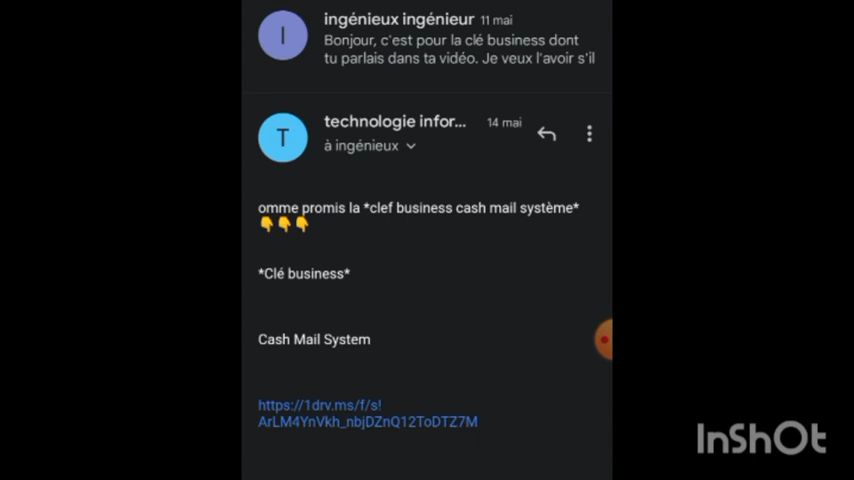 I
ingénieux ingénieur 11 mai
Bonjour, c'est pour la clé business dont
tu parlais dans ta vidéo. Je veux l'avoir s'il
T
technologie infor... 14 mai
à ingénieux
omme promis la *clef business cash mail système*
👇👇👇
*Clé business*
Cash Mail System
https://1drv.ms/f/s!
ArLM4YnVkh_nbjDZnQ12ToDTZ7M
InShOt